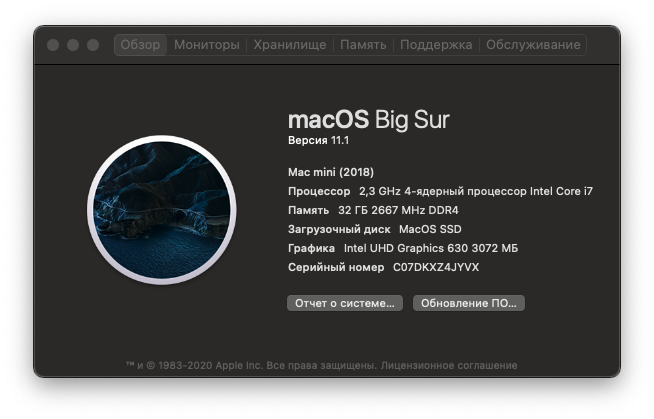 Обзор Мониторы Хранилище Память Поддержка Обслуживание
macOS Big Sur
Версия 11.1
Mac mini (2018)
Процессор 2,3 GHz 4-ядерный процессор Intel Core i7
Память 32 ГБ 2667 MHz DDR4
Загрузочный диск MacOS SSD
Графика Intel UHD Graphics 630 3072 МБ
Серийный номер C07DKXZ4JYVX
Отчет о системе... Обновление ПО...
™ и © 1983-2020 Apple Inc. Все права защищены. Лицензионное соглашение